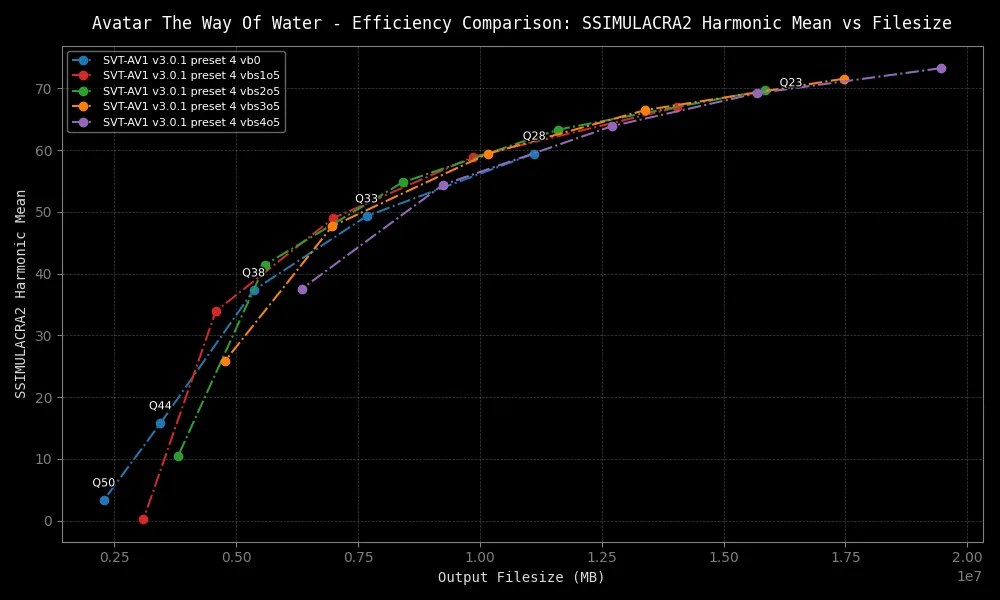 Avatar The Way Of Water - Efficiency Comparison: SSIMULACRA2 Harmonic Mean vs Filesize
SVT-AV1 v3.0.1 preset 4 vb0
SVT-AV1 v3.0.1 preset 4 vbs1o5
SVT-AV1 v3.0.1 preset 4 vbs2o5
SVT-AV1 v3.0.1 preset 4 vbs3o5
SVT-AV1 v3.0.1 preset 4 vbs4o5
SSIMULACRA2 Harmonic Mean
70
60
50
40
30
20
10
0
Q23
Q28
Q33
Q38
Q44
Q50
0.25 0.50 0.75 1.00 1.25 1.50 1.75 2.00
1e7
Output Filesize (MB)